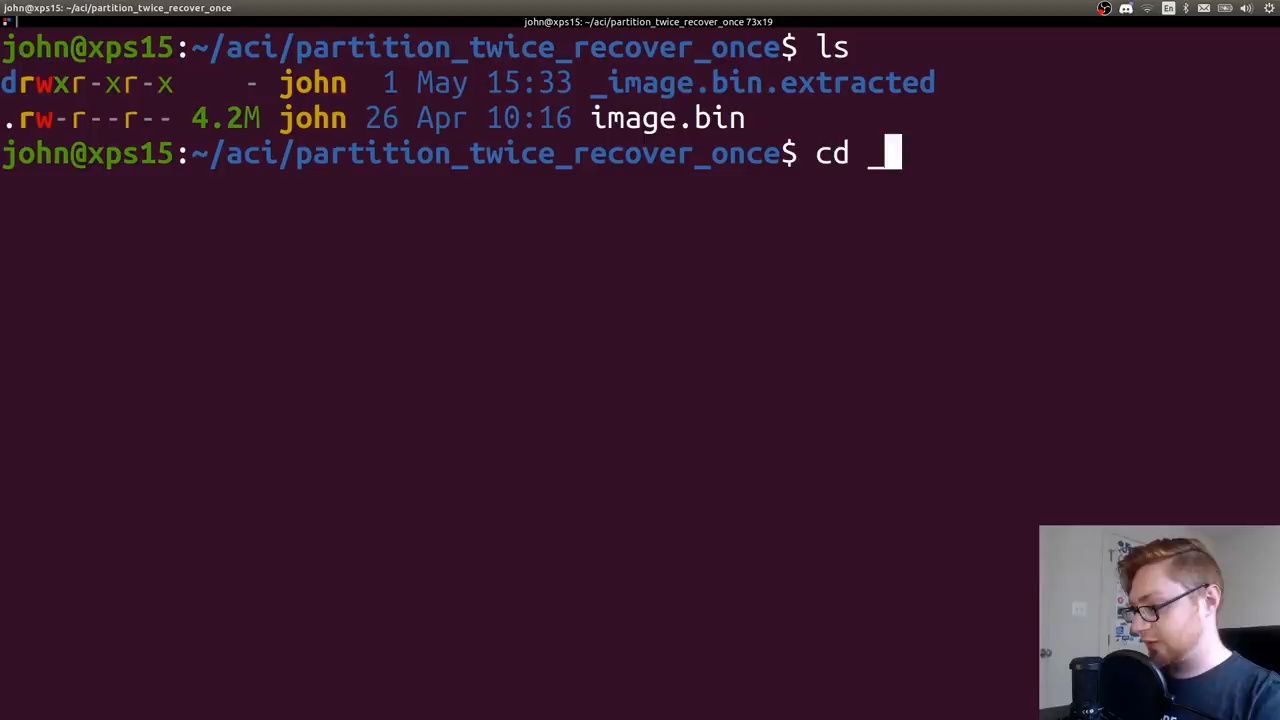 john@xps15: ~/aci/partition_twice_recover_once
En
john@xps15: ~/aci/partition_twice_recover_once 73x19
john@xps15:~/aci/partition_twice_recover_once$ ls
drwxr-xr-x - john 1 May 15:33 _image.bin.extracted
.rw-r--r-- 4.2M john 26 Apr 10:16 image.bin
john@xps15:~/aci/partition_twice_recover_once$ cd _